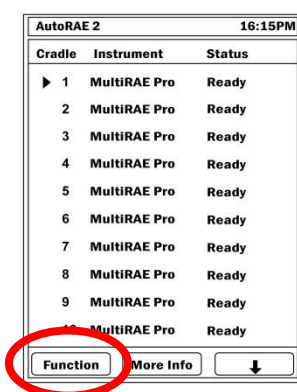 AutoRAE 2 16:15PM
Cradle Instrument Status
1 MultiRAE Pro Ready
2 MultiRAE Pro Ready
3 MultiRAE Pro Ready
4 MultiRAE Pro Ready
5 MultiRAE Pro Ready
6 MultiRAE Pro Ready
7 MultiRAE Pro Ready
8 MultiRAE Pro Ready
9 MultiRAE Pro Ready
MultiRAE Pro Ready
Function More Info